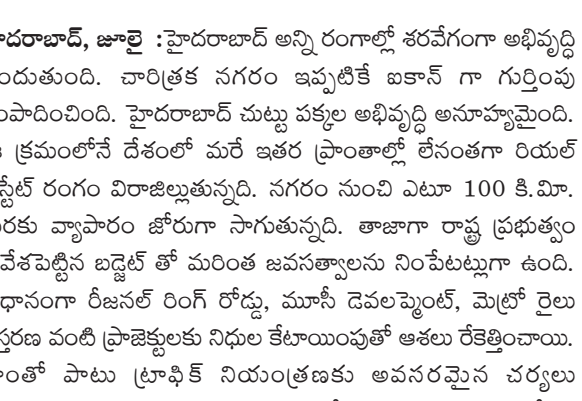 హైదరాబాద్, జూలై :హైదరాబాద్ అన్ని రంగాల్లో శరవేగంగా అభివృద్ధి
చెందుతుంది. చారిత్రక నగరం ఇప్పటికే ఐకాన్ గా గుర్తింపు
సంపాదించింది. హైదరాబాద్ చుట్టు పక్కల అభివృద్ధి అనూహ్యమైంది.
క్రమంలోనే దేశంలో మరే ఇతర ప్రాంతాల్లో లేనంతగా రియల్
ఎస్టేట్ రంగం విరాజిల్లుతున్నది. నగరం నుంచి ఎటూ 100 కి.మీ.
వరకు వ్యాపారం జోరుగా సాగుతున్నది. తాజాగా రాష్ట్ర ప్రభుత్వం
ప్రవేశపెట్టిన బడ్జెట్ తో మరింత జవసత్వాలను నింపేటట్లుగా ఉంది.
ప్రధానంగా రీజనల్ రింగ్ రోడ్డు, మూసీ డెవలప్మెంట్, మెట్రో రైలు
విస్తరణ వంటి ప్రాజెక్టులకు నిధుల కేటాయింపుతో ఆశలు రేకెత్తించాయి.
తో పాటు ట్రాఫిక్ నియంత్రణకు అవసరమైన చర్యలు